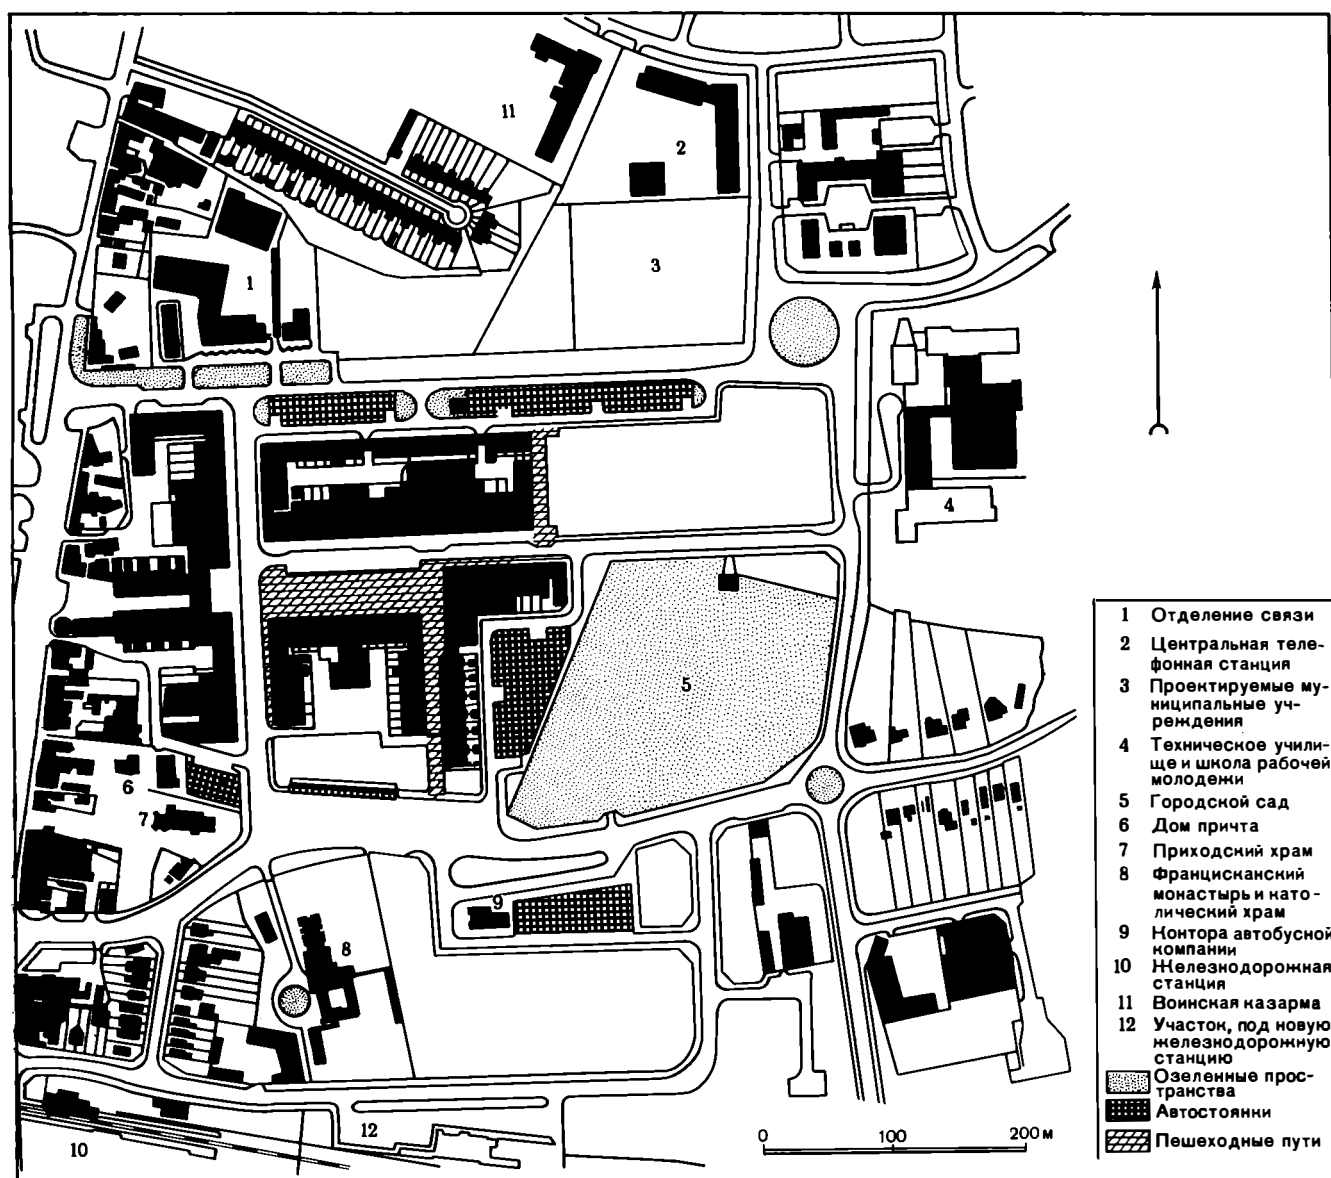 11
2
3
1
4
5
6
7
9
8
12
10
0 100 200 м
1 Отделение связи
2 Центральная теле-
фонная станция
3 Проектируемые му-
ниципальные уч-
реждения
4 Техническое учили-
ще и школа рабочей
молодежи
5 Городской сад
6 Дом причта
7 Приходский храм
8 Францисканский
монастырь и като-
лический храм
9 Контора автобусной
компании
10 Железнодорожная
станция
11 Воинская казарма
12 Участок, под новую
железнодорожную
станцию
Озеленные прос-
транства
Автостоянки
Пешеходные пути